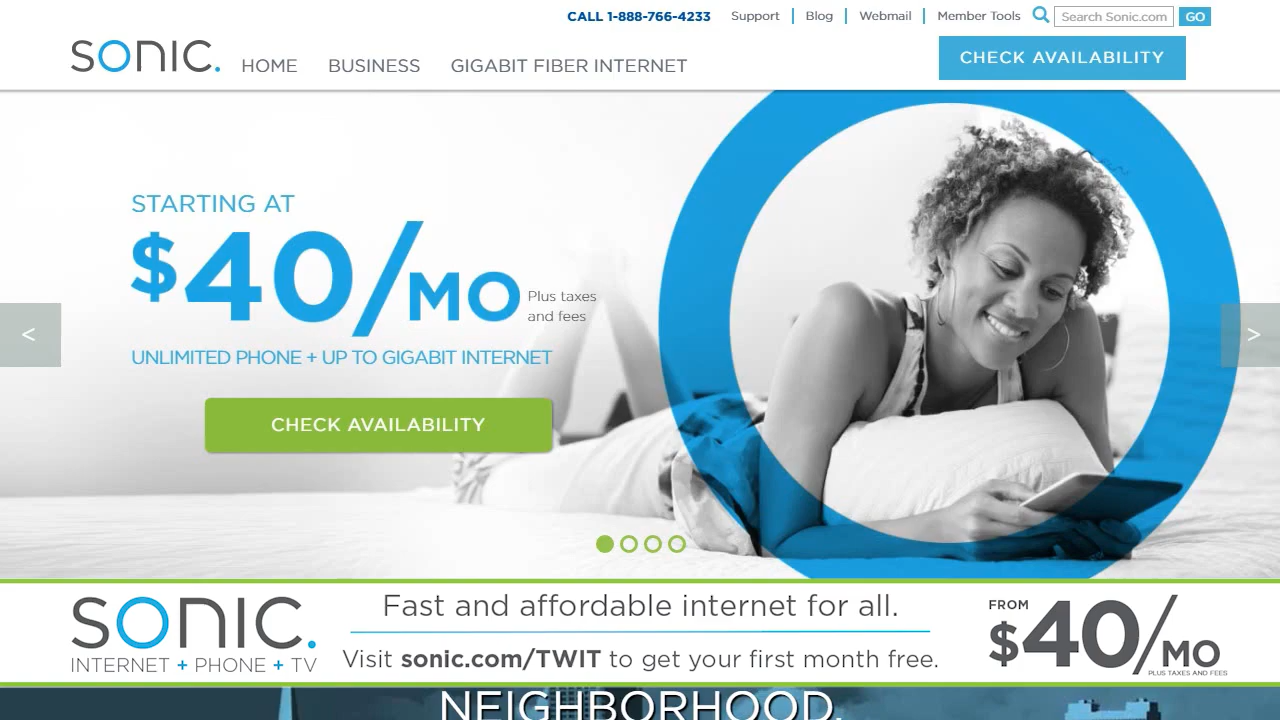 CALL 1-888-766-4233 Support Blog Webmail Member Tools Search Sonic.com GO
SONIC. HOME BUSINESS GIGABIT FIBER INTERNET CHECK AVAILABILITY
STARTING AT
$40/MO Plus taxes
and fees
UNLIMITED PHONE + UP TO GIGABIT INTERNET
CHECK AVAILABILITY
< >
SONIC.
INTERNET + PHONE + TV
Fast and affordable internet for all.
Visit sonic.com/TWIT to get your first month free.
FROM
$40/MO
PLUS TAXES AND FEES
NEIGHBORHOOD.